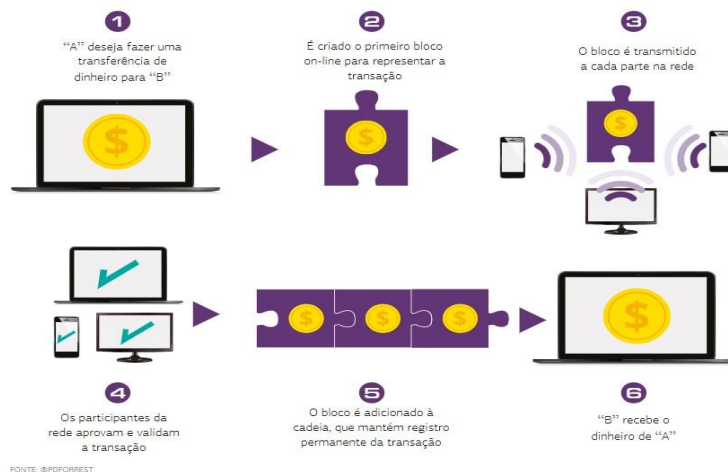 1
“A” deseja fazer uma
transferência de
dinheiro para “B”
2
É criado o primeiro bloco
on-line para representar a
transação
3
O bloco é transmitido
a cada parte na rede
$
$
$
$
$
$
$
4
Os participantes da
rede aprovam e validam
a transação
5
O bloco é adicionado à
cadeia, que mantém registro
permanente da transação
6
“B” recebe o
dinheiro de “A”
FONTE: @PDFORREST